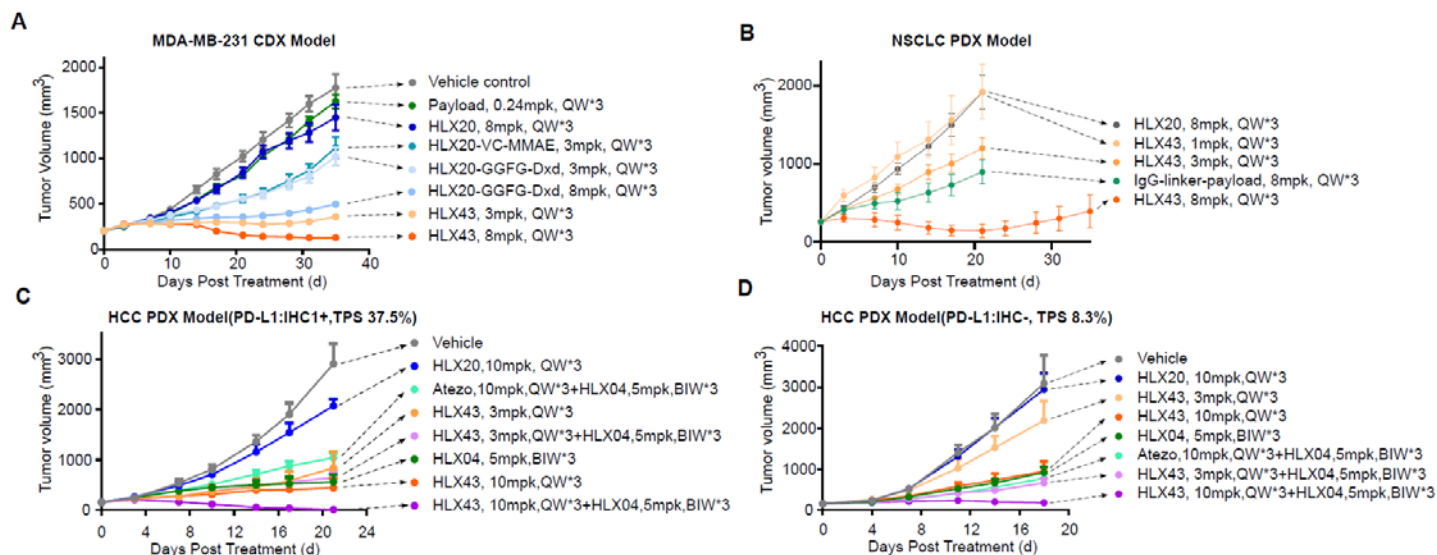 A
MDA-MB-231 CDX Model
Tumor Volume (mm3)
2000
1500
1000
500
0
0
10
20
30
40
Days Post Treatment (d)
Vehicle control
Payload, 0.24mpk, QW*3
HLX20, 8mpk, QW*3
HLX20-VC-MMAE, 3mpk, QW*3
HLX20-GGFG-Dxd, 3mpk, QW*3
HLX20-GGFG-Dxd, 8mpk, QW*3
HLX43, 3mpk, QW*3
HLX43, 8mpk, QW*3
B
NSCLC PDX Model
Tumor volume (mm3)
2000
1000
0
0
10
20
30
Days Post Treatment (d)
HLX20, 8mpk, QW*3
HLX43, 1mpk, QW*3
HLX43, 3mpk, QW*3
IgG-linker-payload, 8mpk, QW*3
HLX43, 8mpk, QW*3
C
HCC PDX Model(PD-L1:IHC1+,TPS 37.5%)
Tumor volume (mm3)
3000
2000
1000
0
0
4
8
12
16
20
24
Days Post Treatment (d)
Vehicle
HLX20,10mpk, QW*3
Atezo,10mpk,QW*3+HLX04,5mpk,BIW*3
HLX43, 3mpk,QW*3
HLX43, 3mpk,QW*3+HLX04,5mpk,BIW*3
HLX04, 5mpk,BIW*3
HLX43, 10mpk,QW*3
HLX43, 10mpk,QW*3+HLX04,5mpk,BIW*3
D
HCC PDX Model(PD-L1:IHC-, TPS 8.3%)
Tumor volume (mm3)
4000
3000
2000
1000
0
0
4
8
12
16
20
Days Post Treatment (d)
Vehicle
HLX20, 10mpk,QW*3
HLX43, 3mpk,QW*3
HLX43, 10mpk,QW*3
HLX04, 5mpk,BIW*3
Atezo,10mpk,QW*3+HLX04,5mpk,BIW*3
HLX43, 3mpk,QW*3+HLX04,5mpk,BIW*3
HLX43, 10mpk,QW*3+HLX04,5mpk,BIW*3